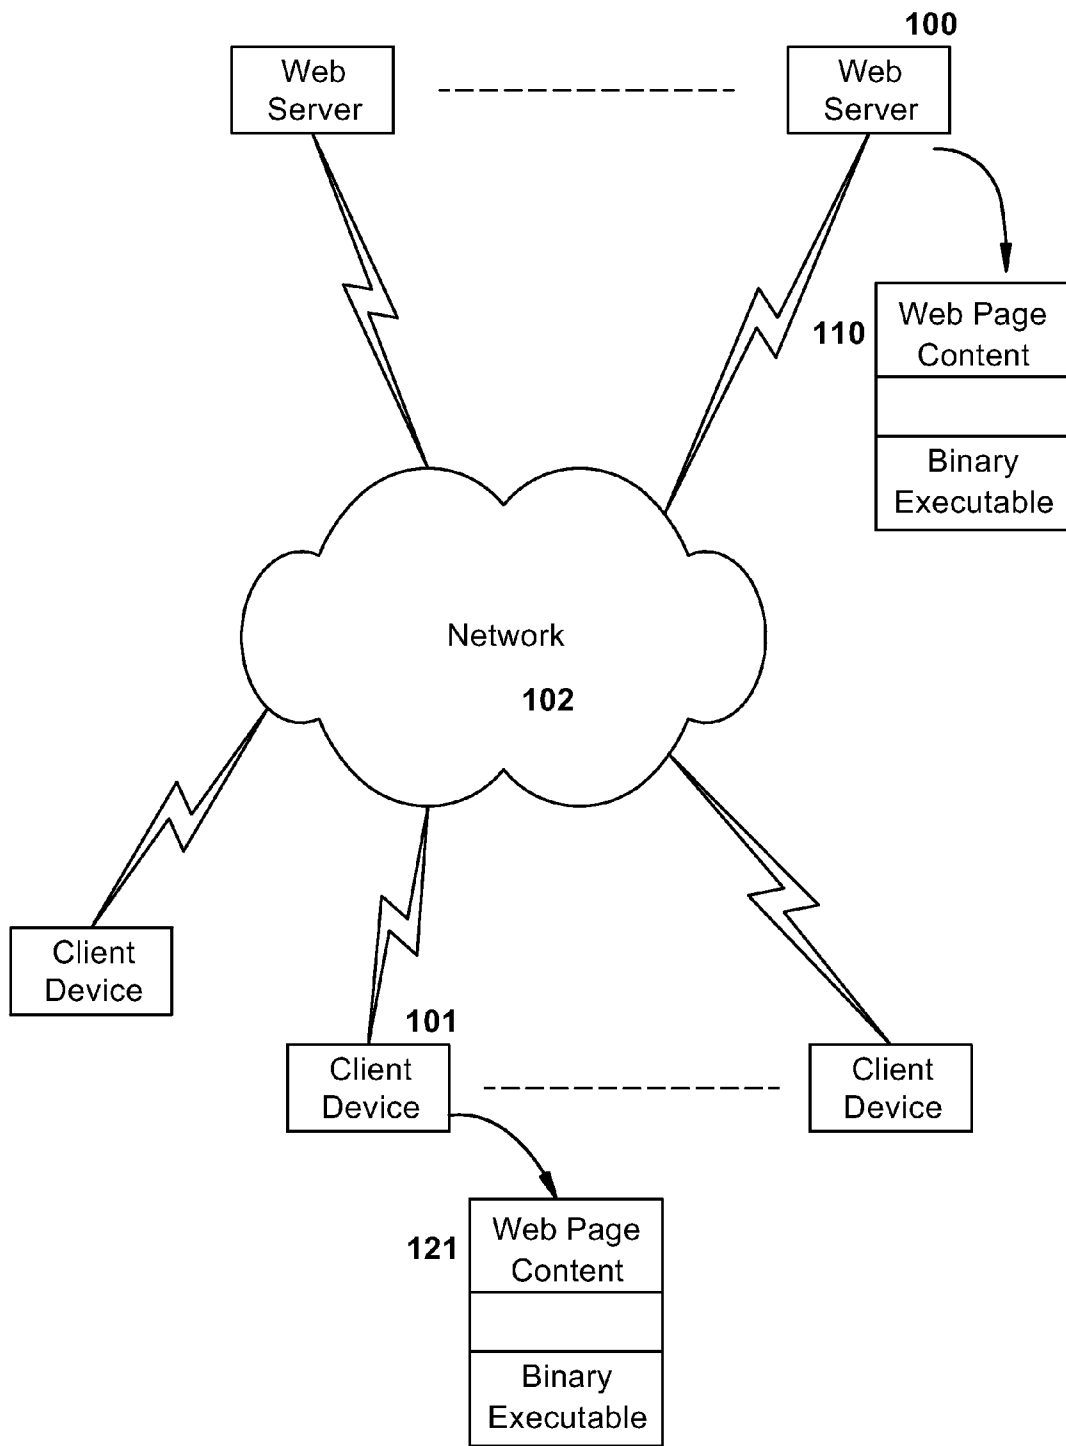 100
Web
Server
Web
Server
110
Web Page
Content
Binary
Executable
Network
102
Client
Device
101
Client
Device
Client
Device
121
Web Page
Content
Binary
Executable